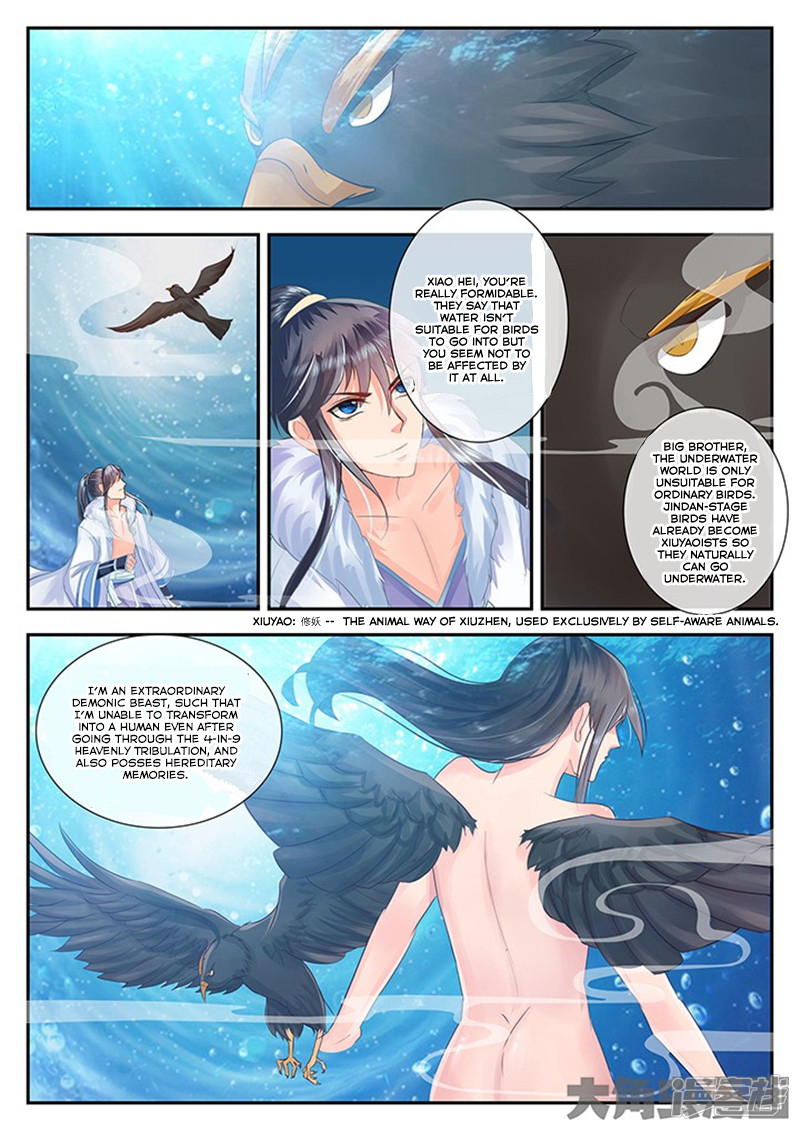 XIAO HEI, YOU'RE
REALLY FORMIDABLE.
THEY SAY THAT
WATER ISN'T
SUITABLE FOR BIRDS
TO GO INTO BUT
YOU SEEM NOT TO
BE AFFECTED BY
IT AT ALL.
BIG BROTHER,
THE UNDERWATER
WORLD IS ONLY
UNSUITABLE FOR
ORDINARY BIRDS.
JINDAN-STAGE
BIRDS HAVE
ALREADY BECOME
XIUYAOISTS SO
THEY NATURALLY
CAN GO
UNDERWATER.
XIUYAO: 修妖 -- THE ANIMAL WAY OF XIUZHEN, USED EXCLUSIVELY BY SELF-AWARE ANIMALS.
I'M AN EXTRAORDINARY
DEMONIC BEAST, SUCH THAT
I'M UNABLE TO TRANSFORM
INTO A HUMAN EVEN AFTER
GOING THROUGH THE 4-IN-9
HEAVENLY TRIBULATION, AND
ALSO POSSES HEREDITARY
MEMORIES.